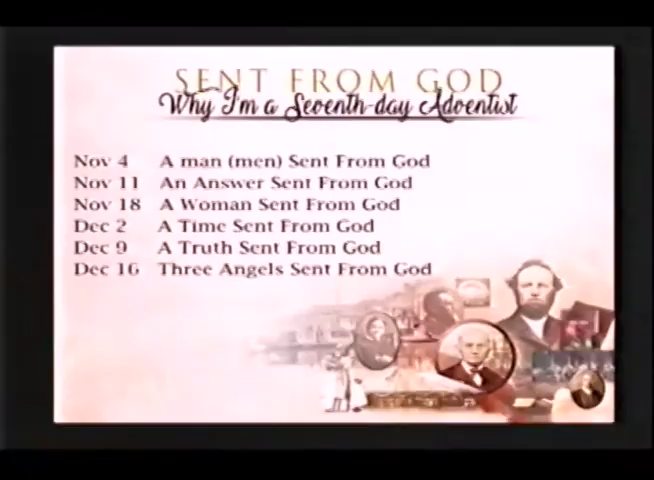 SENT FROM GOD
Why I'm a Seventh-day Adventist
Nov 4 A man (men) Sent From God
Nov 11 An Answer Sent From God
Nov 18 A Woman Sent From God
Dec 2 A Time Sent From God
Dec 9 A Truth Sent From God
Dec 16 Three Angels Sent From God